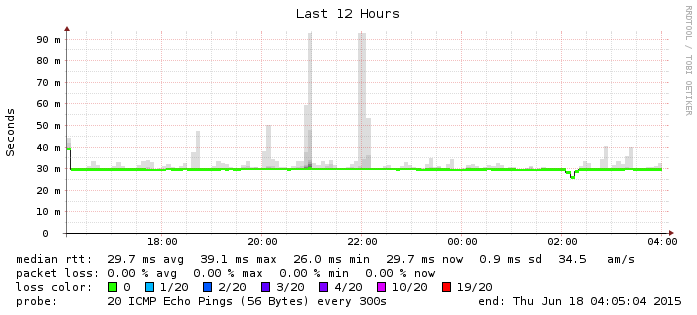 Last 12 Hours
RRDTOOL / TOBI OETIKER
Seconds
90 m
80 m
70 m
60 m
50 m
40 m
30 m
20 m
10 m
0
18:00 20:00 22:00 00:00 02:00 04:00
median rtt: 29.7 ms avg 39.1 ms max 26.0 ms min 29.7 ms now 0.9 ms sd 34.5 am/s
packet loss: 0.00 % avg 0.00 % max 0.00 % min 0.00 % now
loss color: 0 1/20 2/20 3/20 4/20 10/20 19/20
probe: 20 ICMP Echo Pings (56 Bytes) every 300s end: Thu Jun 18 04:05:04 2015